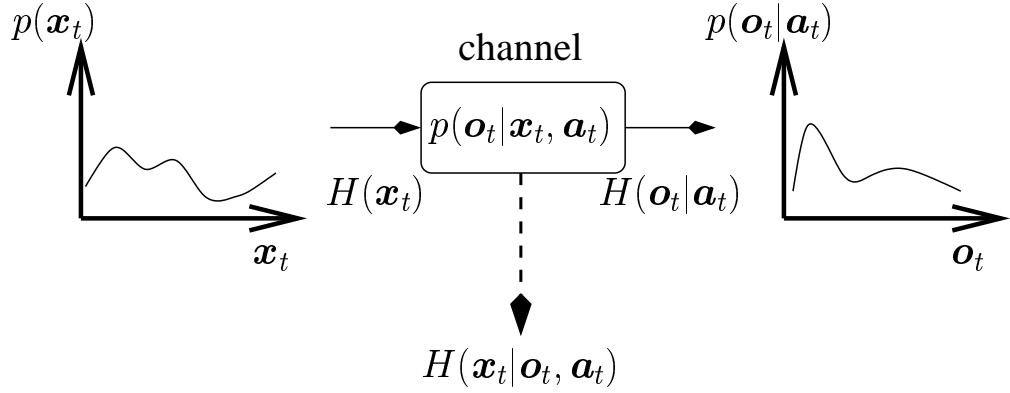 p(x_t)
channel
p(o_t|a_t)
p(o_t|x_t, a_t)
H(x_t)
H(o_t|a_t)
x_t
o_t
H(x_t|o_t, a_t)